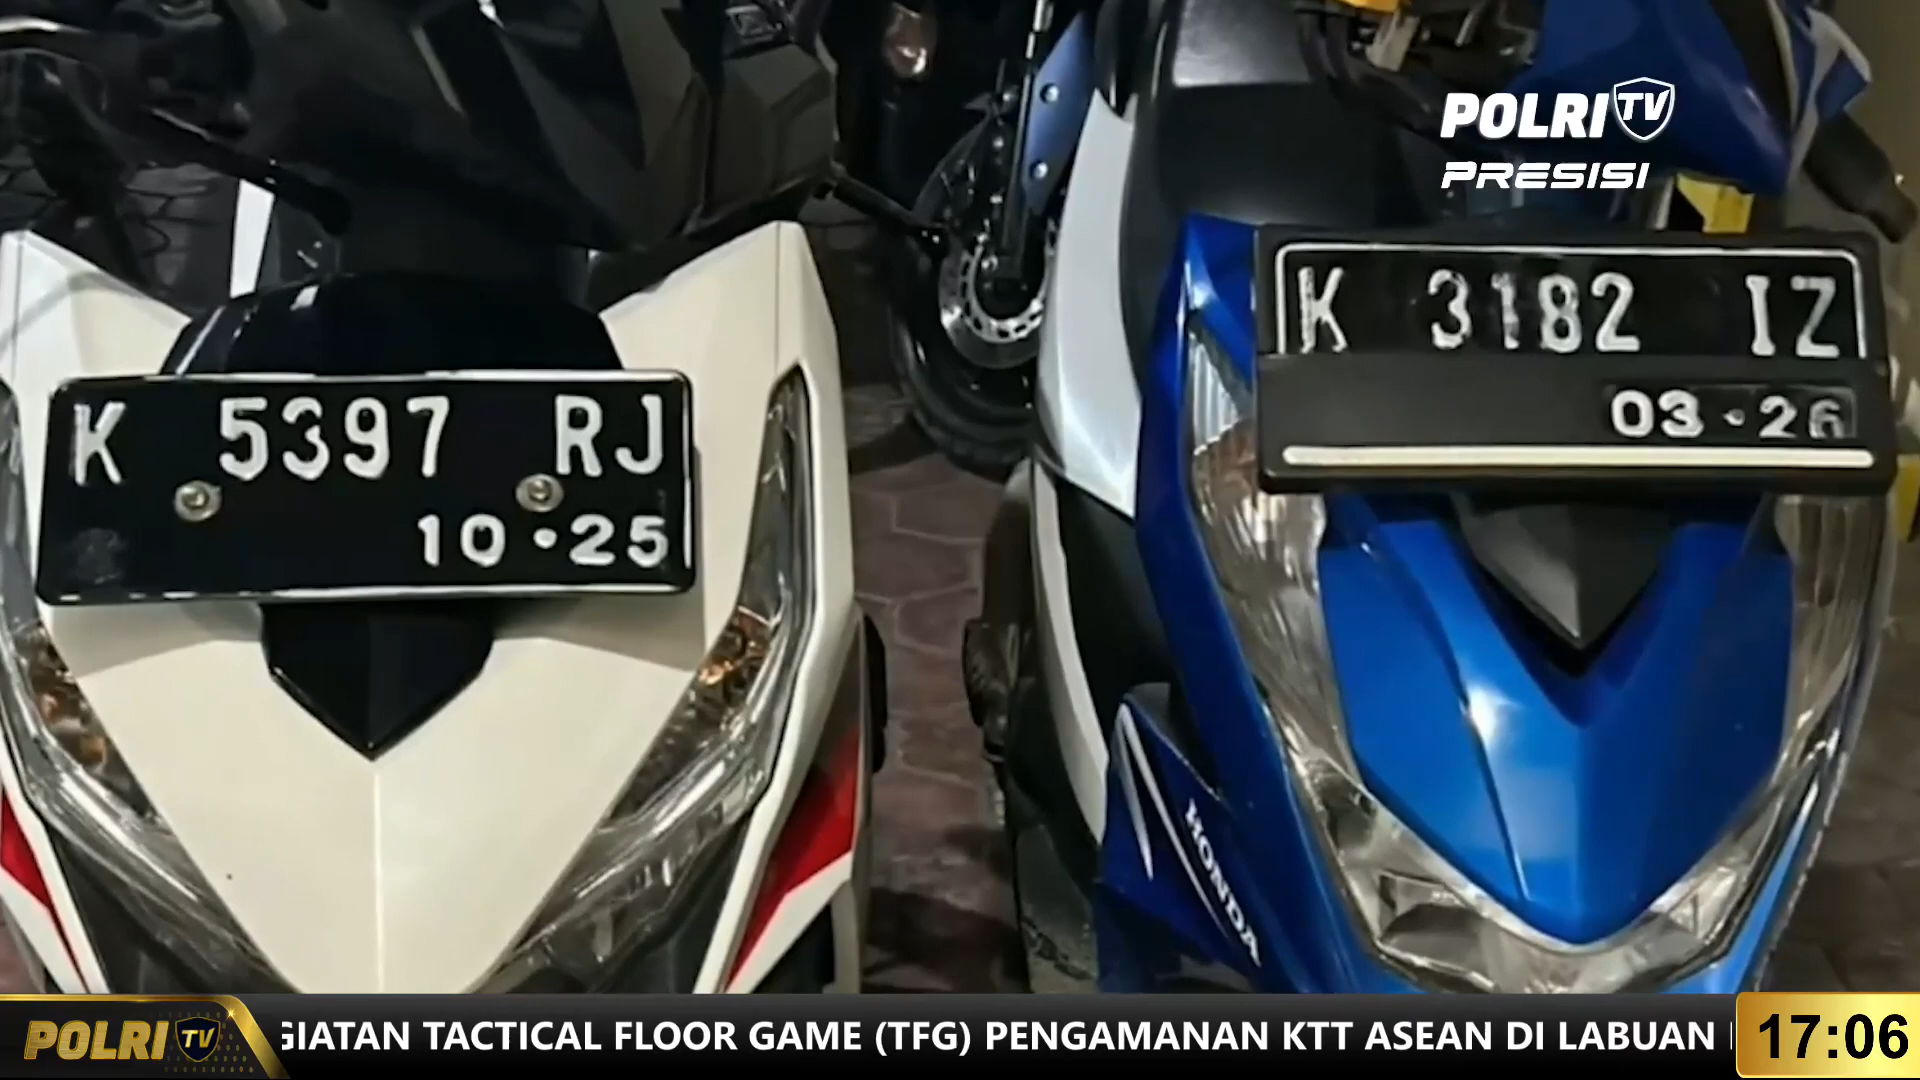 POLRI TV
PRESISI
K 3182 IZ
03 • 26
K 5397 RJ
10 • 25
HONDA
POLRI TV
GIATAN TACTICAL FLOOR GAME (TFG) PENGAMANAN KTT ASEAN DI LABUAN
17:06